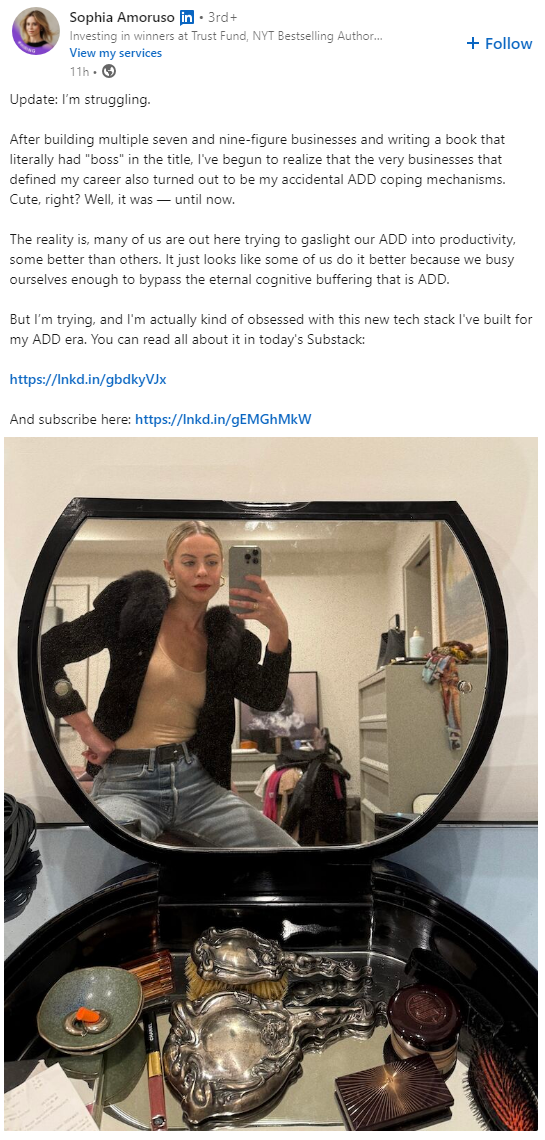 Sophia Amoruso in • 3rd+
Investing in winners at Trust Fund, NYT Bestselling Author...
View my services
11h •
+ Follow
Update: I’m struggling.
After building multiple seven and nine-figure businesses and writing a book that
literally had "boss" in the title, I've begun to realize that the very businesses that
defined my career also turned out to be my accidental ADD coping mechanisms.
Cute, right? Well, it was — until now.
The reality is, many of us are out here trying to gaslight our ADD into productivity,
some better than others. It just looks like some of us do it better because we busy
ourselves enough to bypass the eternal cognitive buffering that is ADD.
But I’m trying, and I'm actually kind of obsessed with this new tech stack I've built for
my ADD era. You can read all about it in today's Substack:
https://lnkd.in/gbdkyVJx
And subscribe here: https://lnkd.in/gEMGhMkW
CHANEL